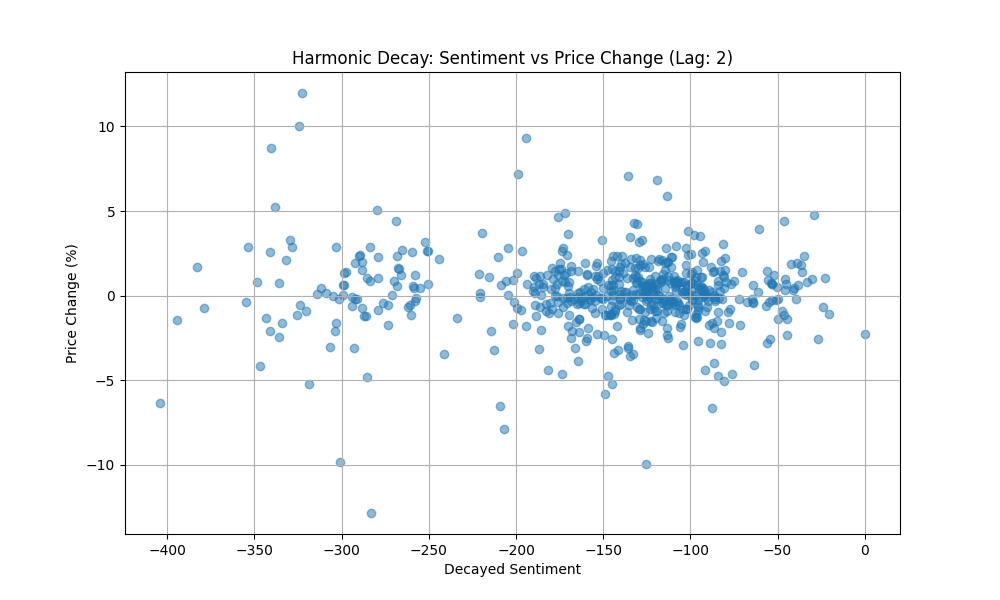 Harmonic Decay: Sentiment vs Price Change (Lag: 2)
Price Change (%)
10
5
0
−5
−10
−400 −350 −300 −250 −200 −150 −100 −50 0
Decayed Sentiment